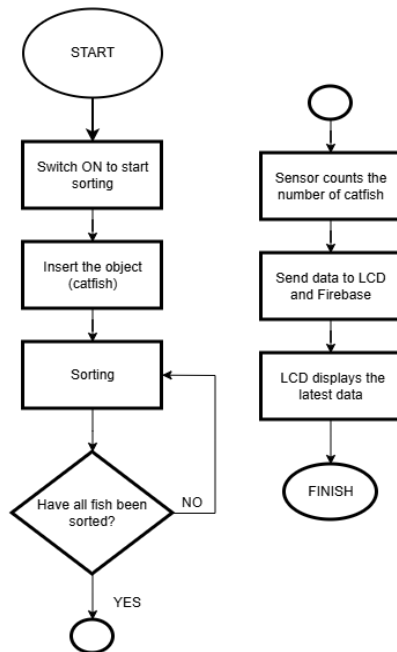 START
Switch ON to start
sorting
Insert the object
(catfish)
Sorting
Have all fish been
sorted?
NO
YES
Sensor counts the
number of catfish
Send data to LCD
and Firebase
LCD displays the
latest data
FINISH